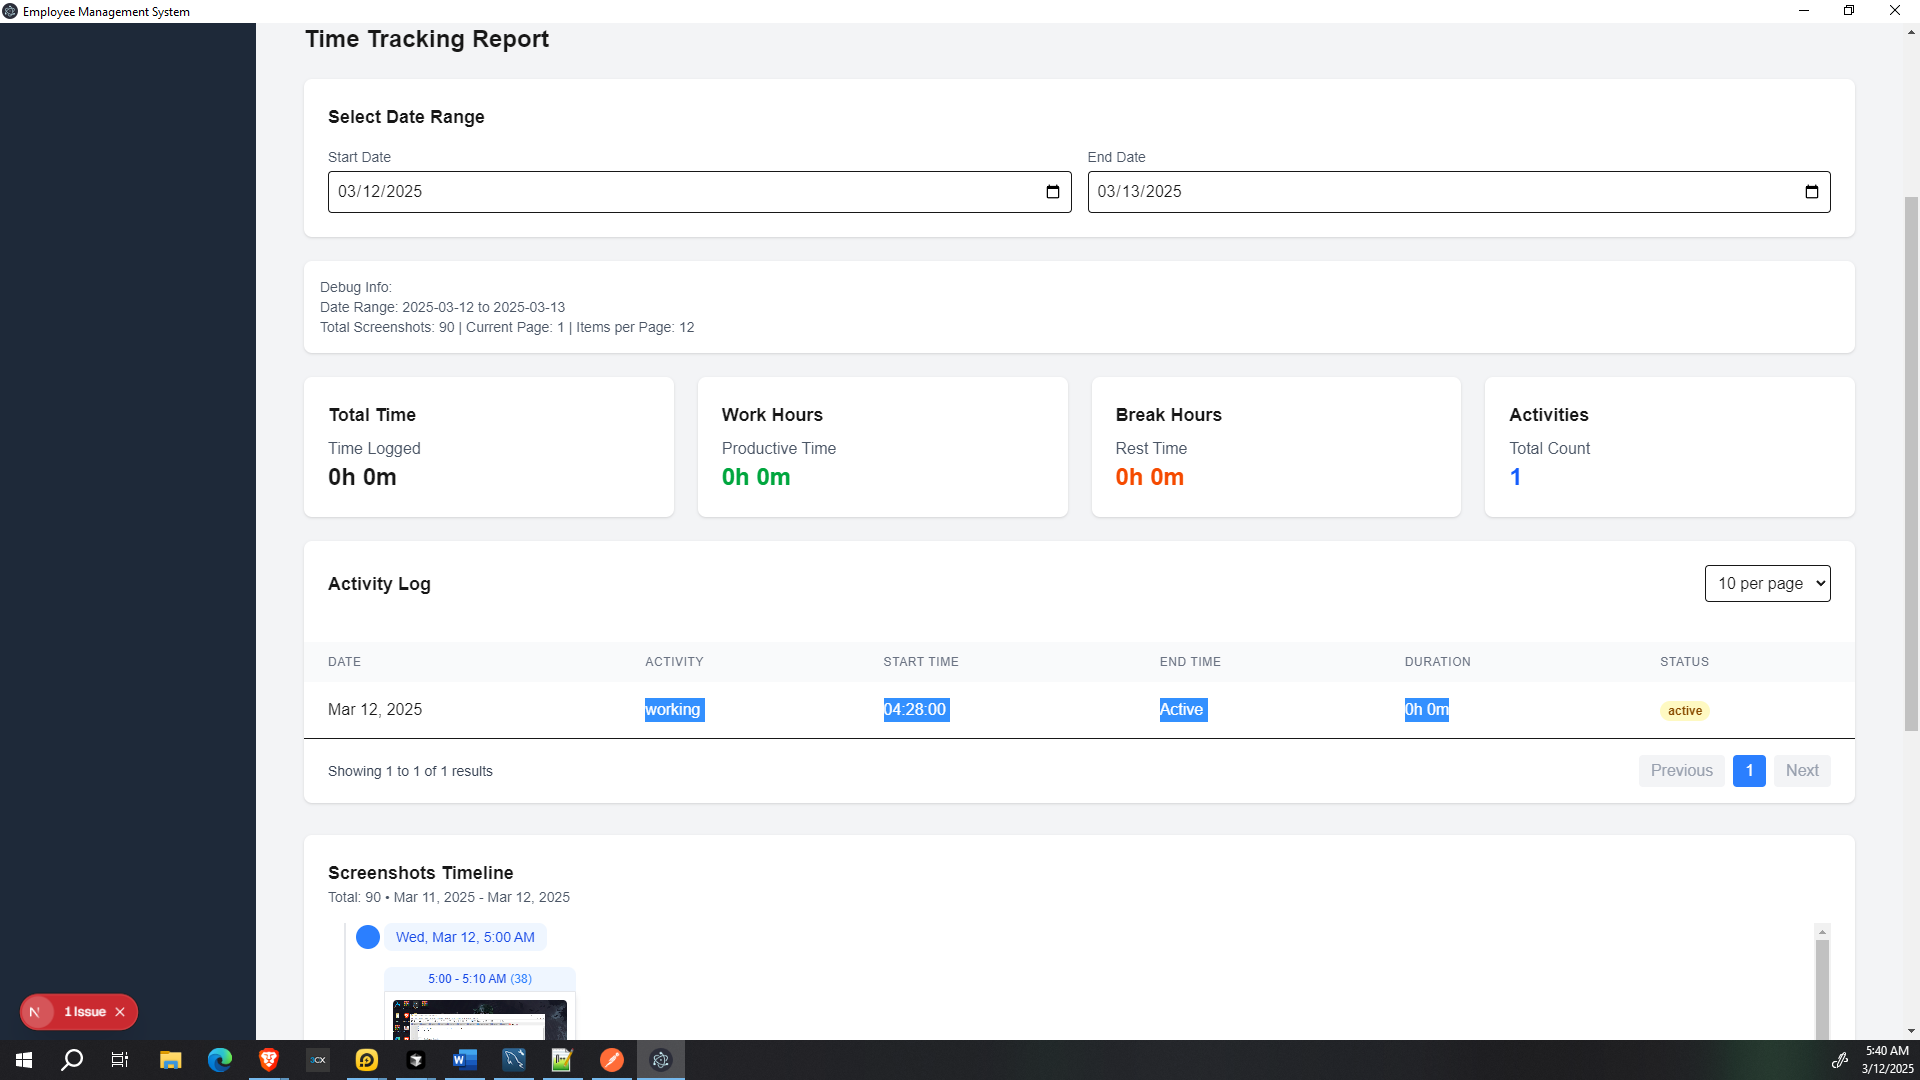 Employee Management System
Time Tracking Report
Select Date Range
Start Date
End Date
03/12/2025
03/13/2025
Debug Info:
Date Range: 2025-03-12 to 2025-03-13
Total Screenshots: 90 | Current Page: 1 | Items per Page: 12
Total Time
Time Logged
0h 0m
Work Hours
Productive Time
0h 0m
Break Hours
Rest Time
0h 0m
Activities
Total Count
1
Activity Log
10 per page
DATE ACTIVITY START TIME END TIME DURATION STATUS
Mar 12, 2025 working 04:28:00 Active 0h 0m active
Showing 1 to 1 of 1 results
Previous 1 Next
Screenshots Timeline
Total: 90 • Mar 11, 2025 - Mar 12, 2025
Wed, Mar 12, 5:00 AM
5:00 - 5:10 AM (38)
N 1 Issue
5:40 AM
3/12/2025